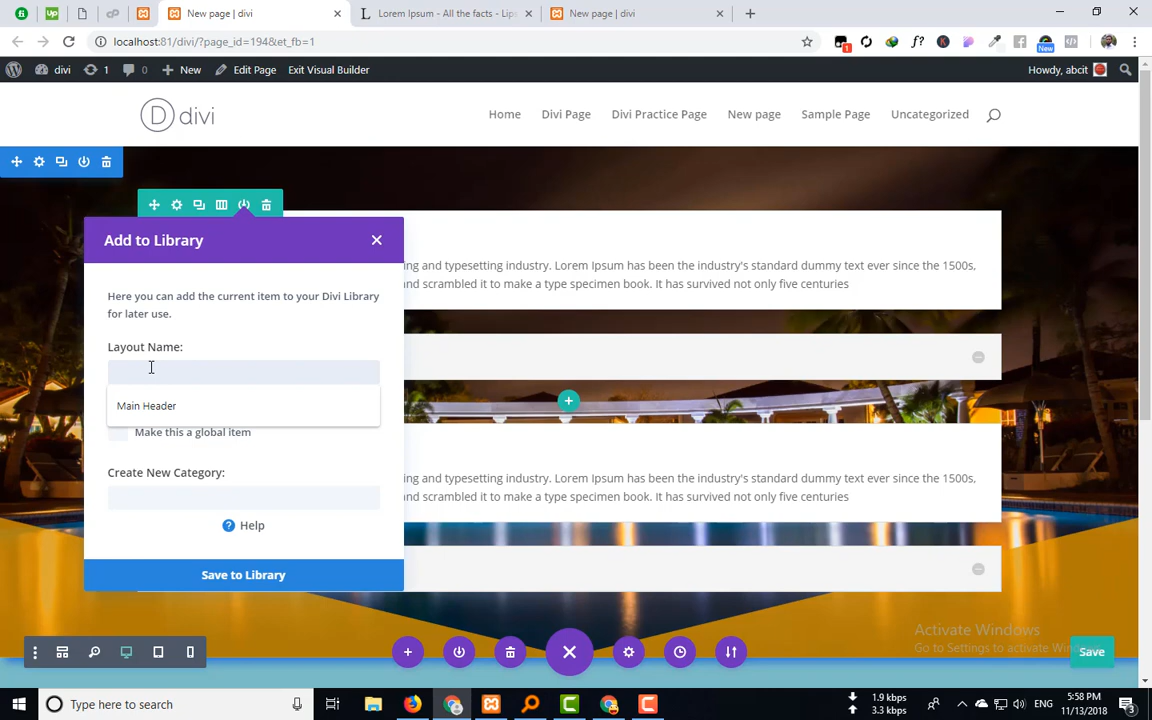 New page | divi
Lorem Ipsum - All the facts - Lips
New page | divi
localhost:81/divi/?page_id=194&et_fb=1
1
New
divi
1
0
New
Edit Page
Exit Visual Builder
Howdy, abcit
D divi
Home
Divi Page
Divi Practice Page
New page
Sample Page
Uncategorized
Add to Library
Here you can add the current item to your Divi Library
for later use.
Layout Name:
Main Header
Make this a global item
Create New Category:
Help
Save to Library
ing and typesetting industry. Lorem Ipsum has been the industry's standard dummy text ever since the 1500s,
and scrambled it to make a type specimen book. It has survived not only five centuries
ing and typesetting industry. Lorem Ipsum has been the industry's standard dummy text ever since the 1500s,
and scrambled it to make a type specimen book. It has survived not only five centuries
Activate Windows
Go to Settings to activate Win
Save
Type here to search
1.9 kbps
3.3 kbps
ENG
5:58 PM
11/13/2018
3